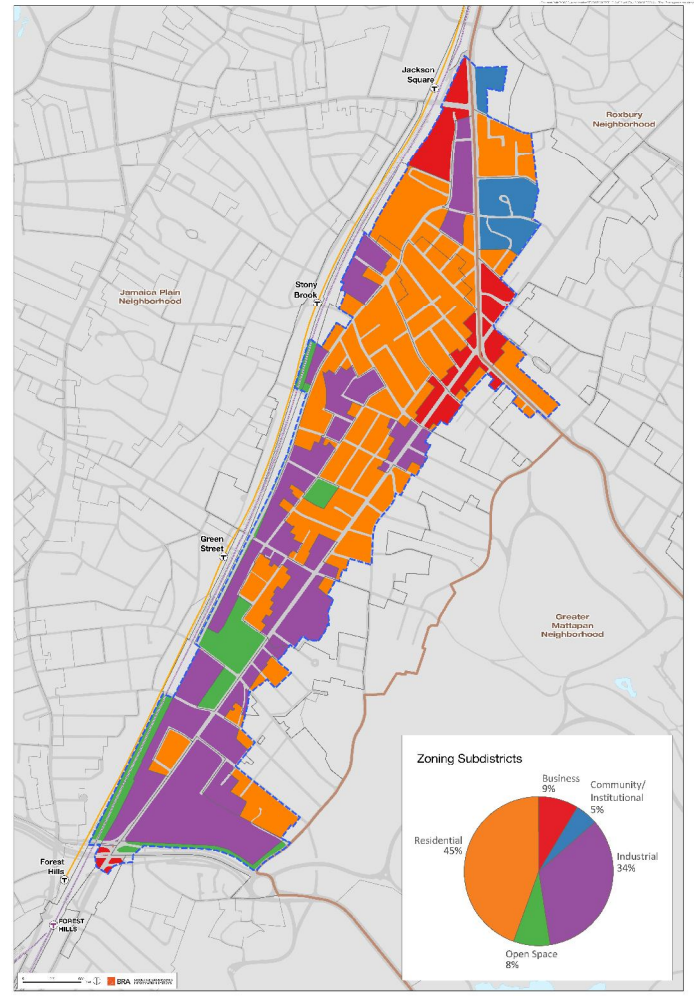 Jackson
Square
Roxbury
Neighborhood
Jamaica Plain
Neighborhood
Stony
Brook
Green
Street
Greater
Mattapan
Neighborhood
Zoning Subdistricts
Business
9%
Community/
Institutional
5%
Residential
45%
Industrial
34%
Open Space
8%
Forest
Hills
FOREST
HILLS
BRA